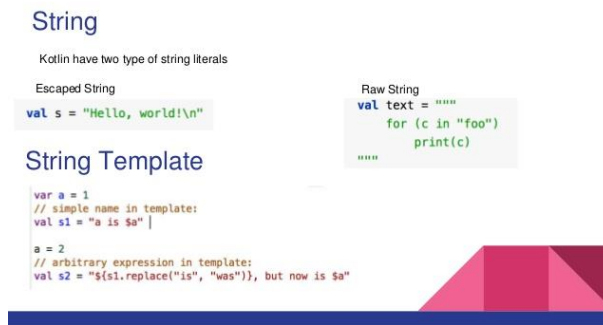 String
Kotlin have two type of string literals
Escaped String
val s = "Hello, world!\n"
Raw String
val text = """
for (c in "foo")
print(c)
"""
String Template
var a = 1
// simple name in template:
val s1 = "a is $a"
a = 2
// arbitrary expression in template:
val s2 = "${s1.replace("is", "was")}, but now is $a"